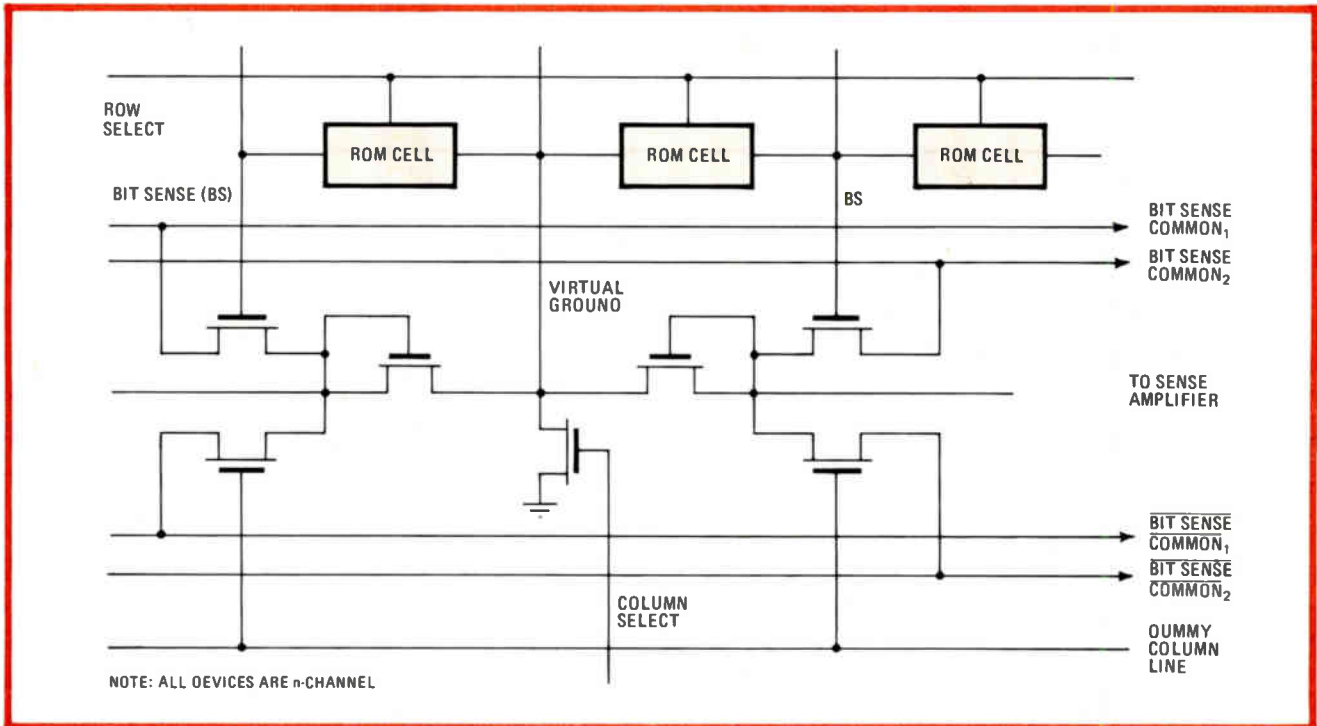 ROW
SELECT
ROM CELL
ROM CELL
ROM CELL
BIT SENSE (BS)
BS
BIT SENSE
COMMON₁
BIT SENSE
COMMON₂
VIRTUAL
GROUND
TO SENSE
AMPLIFIER
BIT SENSE
COMMON₁
BIT SENSE
COMMON₂
COLUMN
SELECT
OUMMY
COLUMN
LINE
NOTE: ALL OEVICES ARE n-CHANNEL